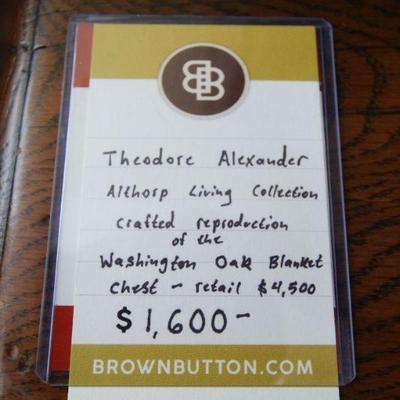 BB
Theodore Alexander
Althorp Living Collection
crafted reproduction
of the
Washington Oak Blanket
chest - retail $4,500
$1,600-
BROWNBUTTON.COM